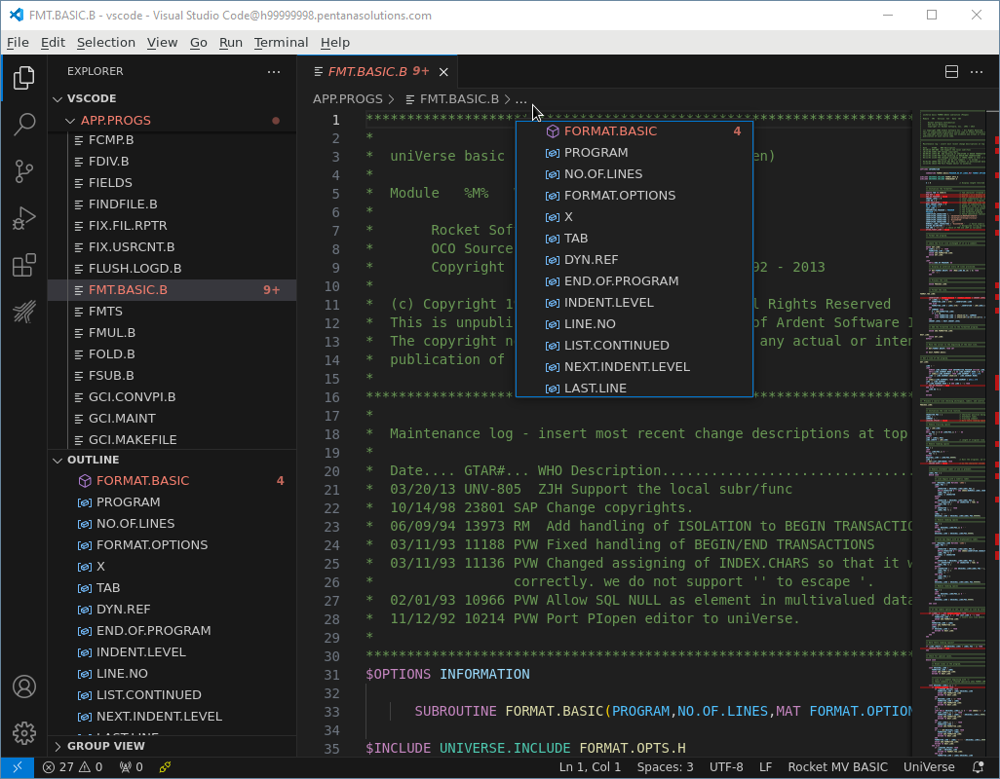 FMT.BASIC.B - vscode - Visual Studio Code@h99999998.pentanasolutions.com
File Edit Selection View Go Run Terminal Help
EXPLORER
VSCODE
APP.PROGS
FCMP.B
FDIV.B
FIELDS
FINDFILE.B
FIX.FIL.RPTR
FIX.USRCNT.B
FLUSH.LOGD.B
FMT.BASIC.B 9+
FMTS
FMUL.B
FOLD.B
FSUB.B
GCI.CONVPI.B
GCI.MAINT
GCI.MAKEFILE
OUTLINE
FORMAT.BASIC 4
PROGRAM
NO.OF.LINES
FORMAT.OPTIONS
X
TAB
DYN.REF
END.OF.PROGRAM
INDENT.LEVEL
LINE.NO
LIST.CONTINUED
NEXT.INDENT.LEVEL
LAST.LINE
GROUP VIEW
FMT.BASIC.B 9+
APP.PROGS > FMT.BASIC.B > ...
FORMAT.BASIC 4
PROGRAM
NO.OF.LINES
FORMAT.OPTIONS
X
TAB
DYN.REF
END.OF.PROGRAM
INDENT.LEVEL
LINE.NO
LIST.CONTINUED
NEXT.INDENT.LEVEL
LAST.LINE
1 *******************************************************************
2 *
3 * uniVerse basic en)
4 *
5 * Module %M%
6 *
7 * Rocket Sof
8 * OCO Source
9 * Copyright 92 - 2013
10 *
11 * (c) Copyright 1 l Rights Reserved
12 * This is unpubli of Ardent Software I
13 * The copyright n any actual or inten
14 * publication of
15 *
16 *******************************************************************
17 *
18 * Maintenance log - insert most recent change descriptions at top
19 *
20 * Date.... GTAR#... WHO Description..............................
21 * 03/20/13 UNV-805 ZJH Support the local subr/func
22 * 10/14/98 23801 SAP Change copyrights.
23 * 06/09/94 13973 RM Add handling of ISOLATION to BEGIN TRANSACTIO
24 * 03/11/93 11188 PVW Fixed handling of BEGIN/END TRANSACTIONS
25 * 03/11/93 11136 PVW Changed assigning of INDEX.CHARS so that it w
26 * correctly. we do not support '' to escape '.
27 * 02/01/93 10966 PVW Allow SQL NULL as element in multivalued data
28 * 11/12/92 10214 PVW Port PIopen editor to uniVerse.
29 *
30 *******************************************************************
31 $OPTIONS INFORMATION
32
33 SUBROUTINE FORMAT.BASIC(PROGRAM,NO.OF.LINES,MAT FORMAT.OPTION
34
35 $INCLUDE UNIVERSE.INCLUDE FORMAT.OPTS.H
27 0 0 Ln 1, Col 1 Spaces: 3 UTF-8 LF Rocket MV BASIC UniVerse